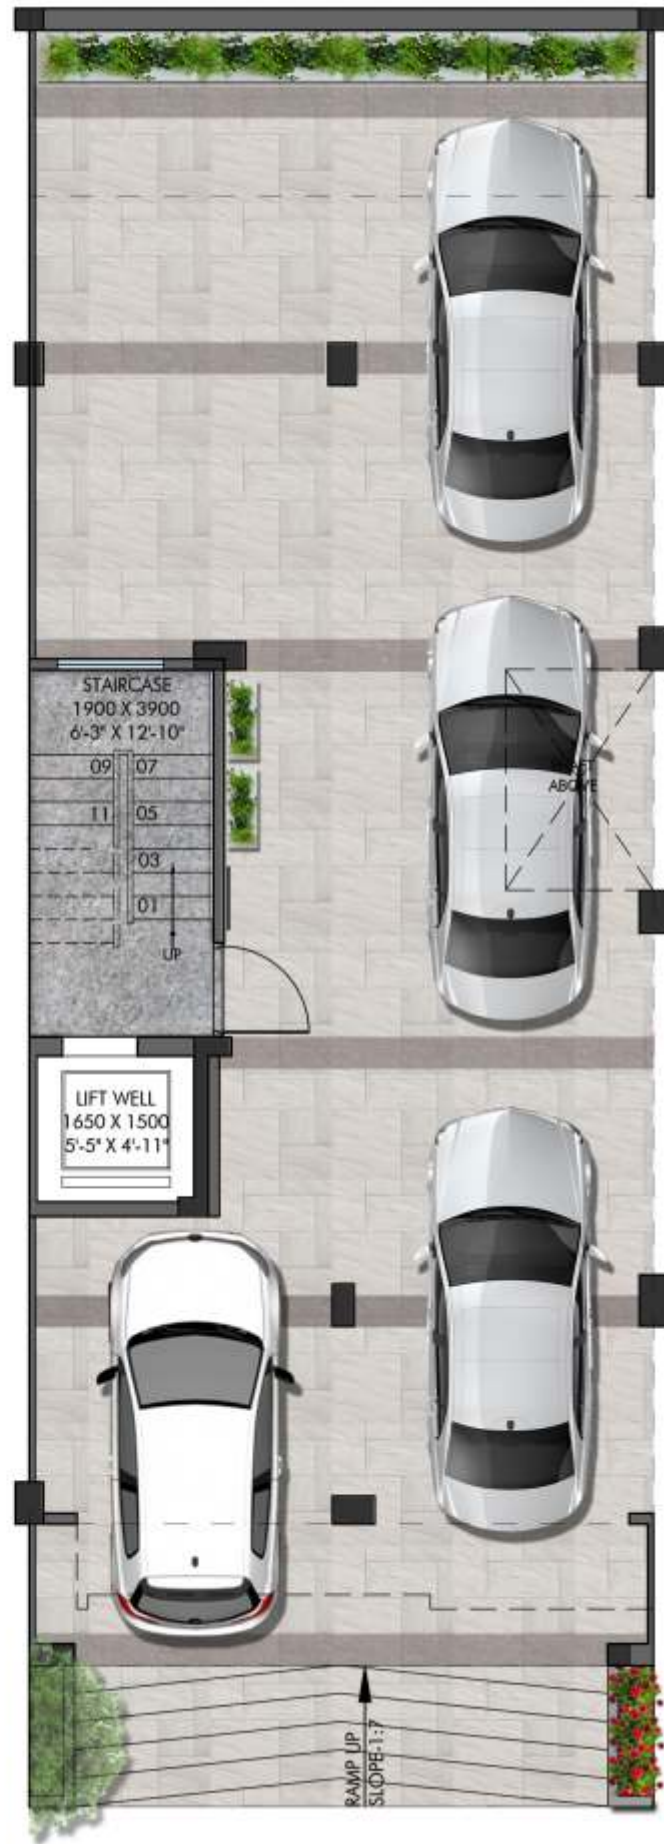 STAIRCASE
1900 X 3900
6'-3" X 12'-10"
09 07
11 05
03
01
UP
ABOVE
LIFT WELL
1650 X 1500
5'-5" X 4'-11"
RAMP UP
SLOPE-1:7